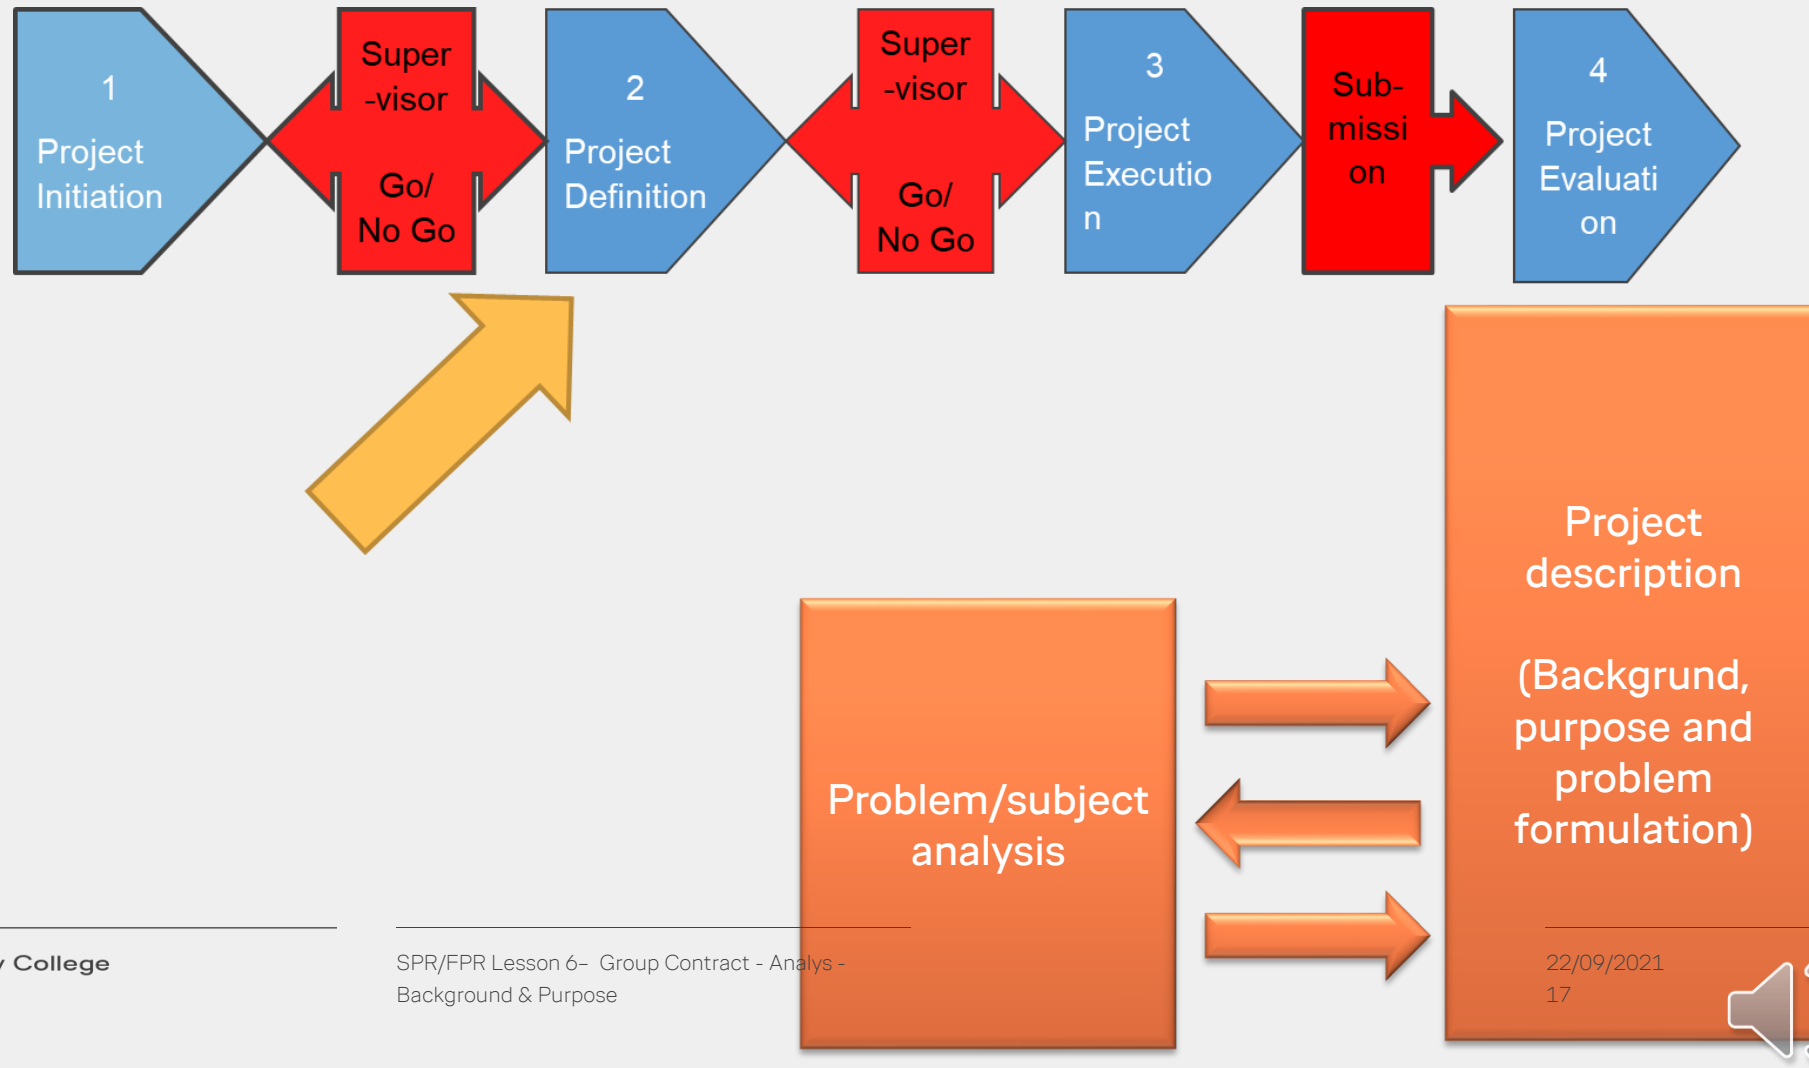 1
Project
Initiation
Super
-visor
Go/
No Go
2
Project
Definition
Super
-visor
Go/
No Go
3
Project
Executio
n
Sub-
missi
on
4
Project
Evaluati
on
Project
description
(Backgrund,
purpose and
problem
formulation)
Problem/subject
analysis
College
SPR/FPR Lesson 6– Group Contract - Analys -
Background & Purpose
22/09/2021
17